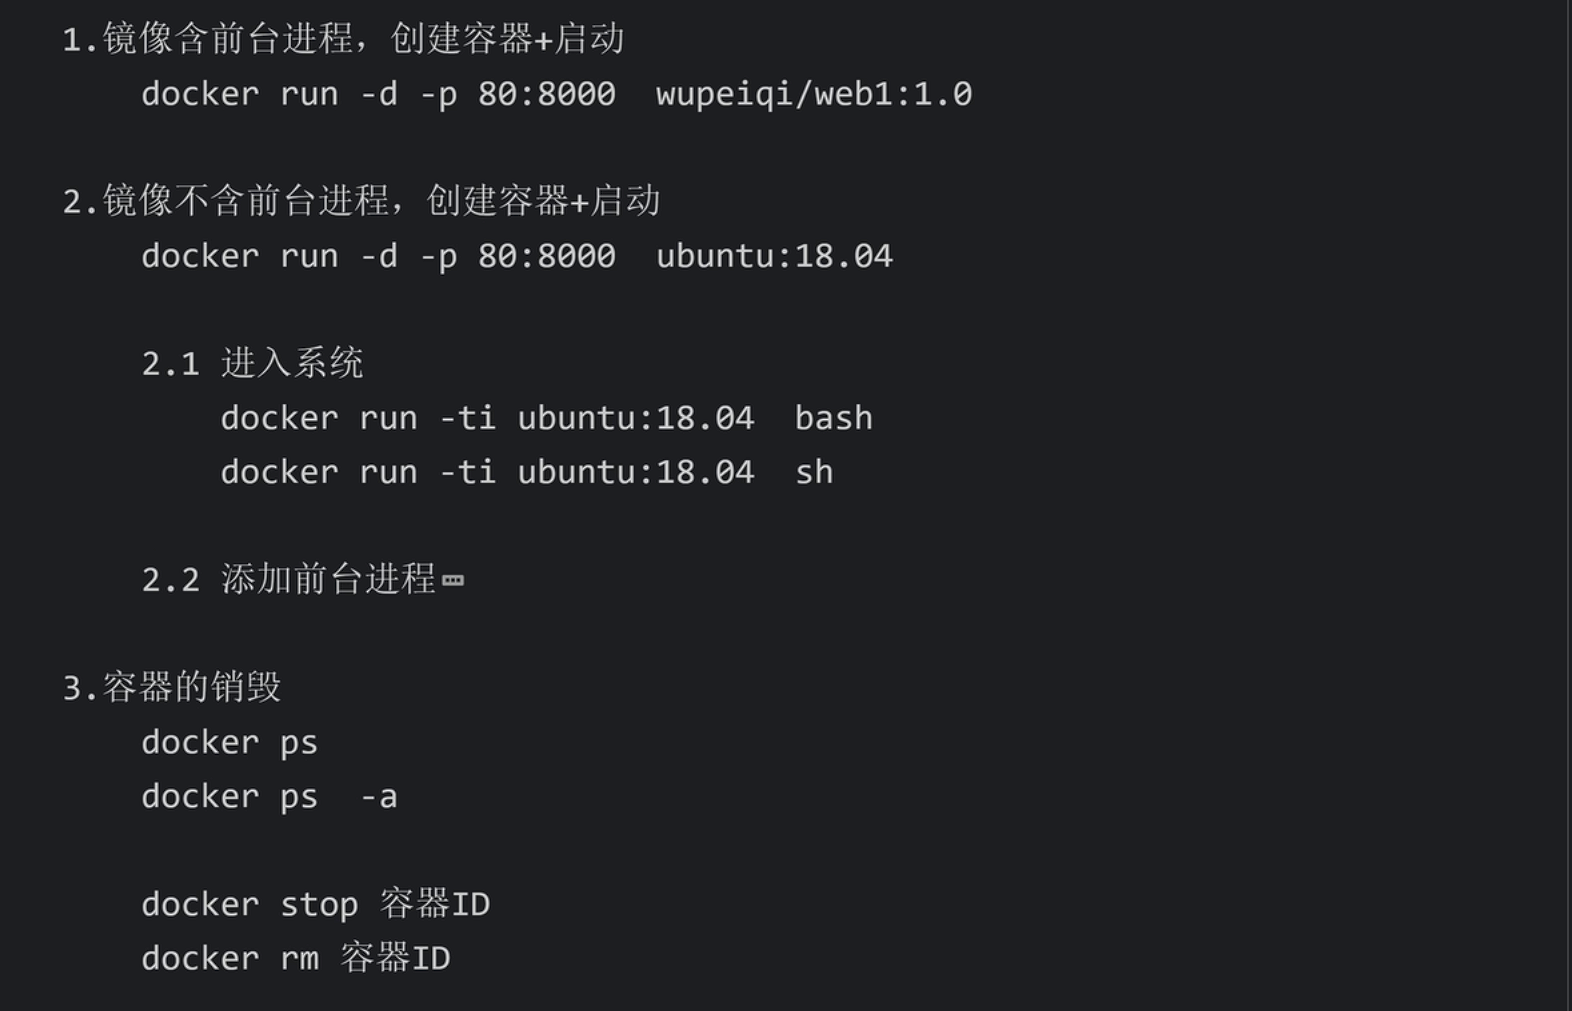 1.镜像含前台进程，创建容器+启动
docker run -d -p 80:8000  wupeiqi/web1:1.0
2.镜像不含前台进程，创建容器+启动
docker run -d -p 80:8000  ubuntu:18.04
2.1 进入系统
docker run -ti ubuntu:18.04  bash
docker run -ti ubuntu:18.04  sh
2.2 添加前台进程
3.容器的销毁
docker ps
docker ps  -a
docker stop 容器ID
docker rm 容器ID